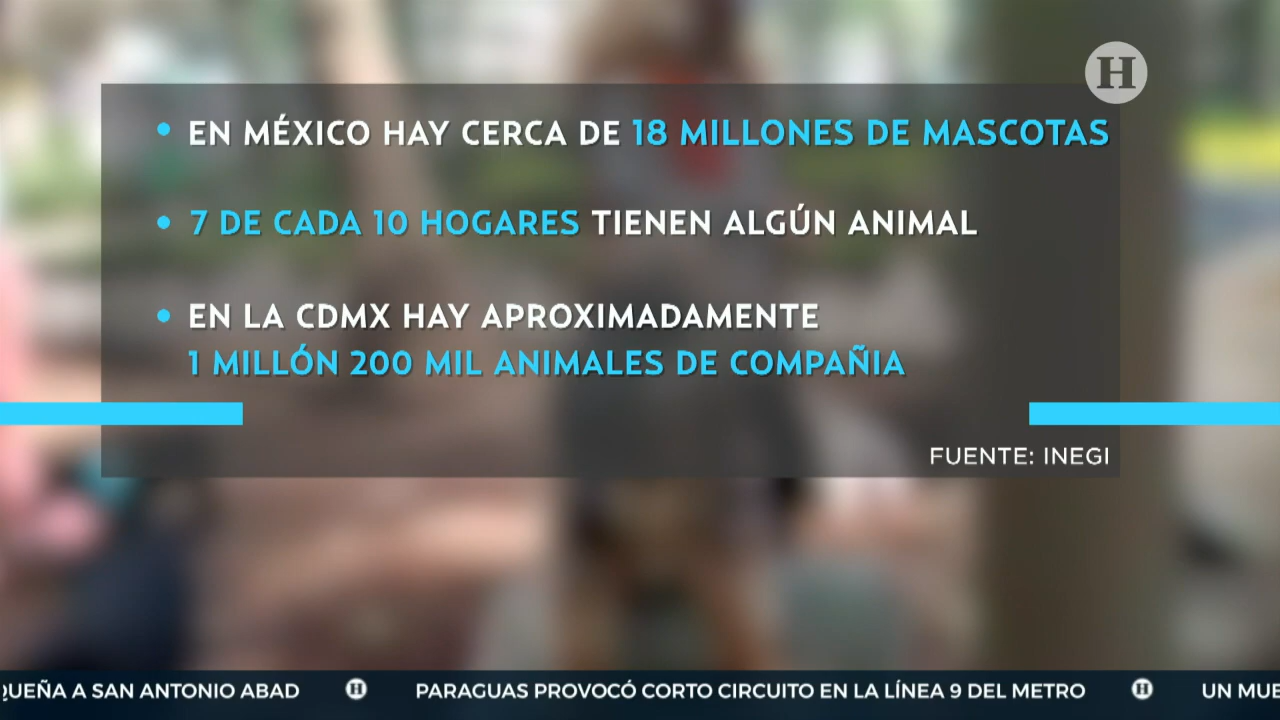 H
EN MÉXICO HAY CERCA DE 18 MILLONES DE MASCOTAS
7 DE CADA 10 HOGARES TIENEN ALGÚN ANIMAL
EN LA CDMX HAY APROXIMADAMENTE
1 MILLÓN 200 MIL ANIMALES DE COMPAÑIA
FUENTE: INEGI
A SAN ANTONIO ABAD H PARAGUAS PROVOCÓ CORTO CIRCUITO EN LA LÍNEA 9 DEL METRO H UN